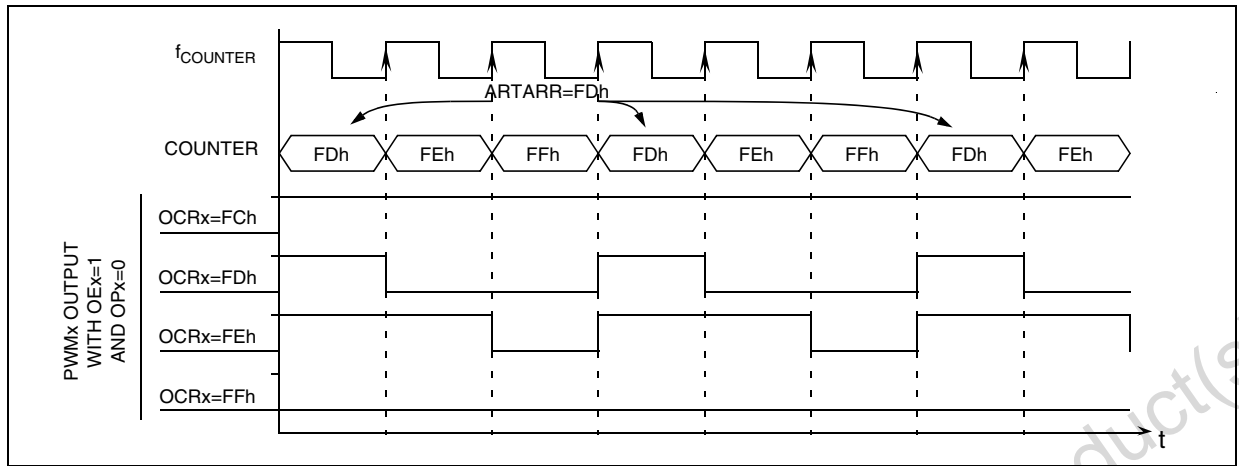 fCOUNTER
ARTARR=FDh
COUNTER
FDh FEh FFh FDh FEh FFh FDh FEh
PWMx OUTPUT
WITH OEx=1
AND OPx=0
OCRx=FCh
OCRx=FDh
OCRx=FEh
OCRx=FFh
t